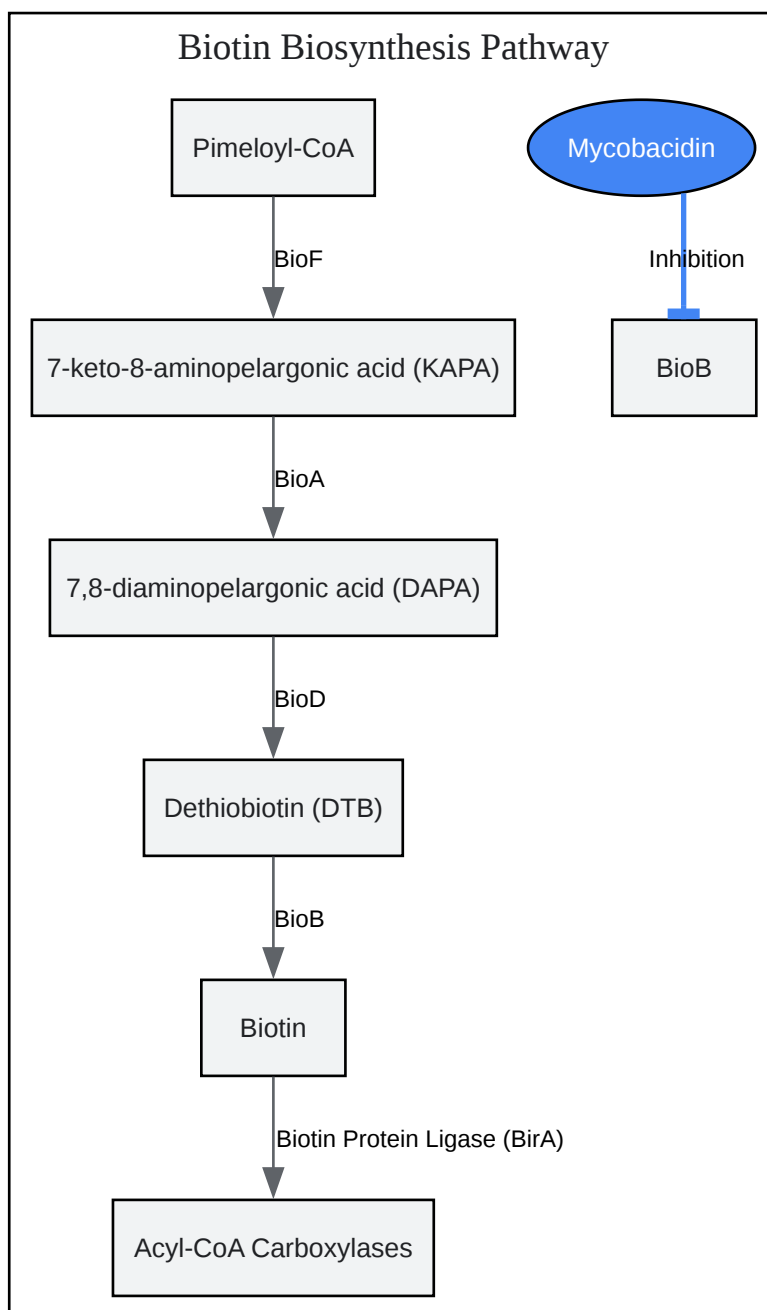 Biotin Biosynthesis Pathway
Pimeloyl-CoA
Mycobacidin
BioF
Inhibition
7-keto-8-aminopelargonic acid (KAPA)
BioB
BioA
7,8-diaminopelargonic acid (DAPA)
BioD
Dethiobiotin (DTB)
BioB
Biotin
Biotin Protein Ligase (BirA)
Acyl-CoA Carboxylases